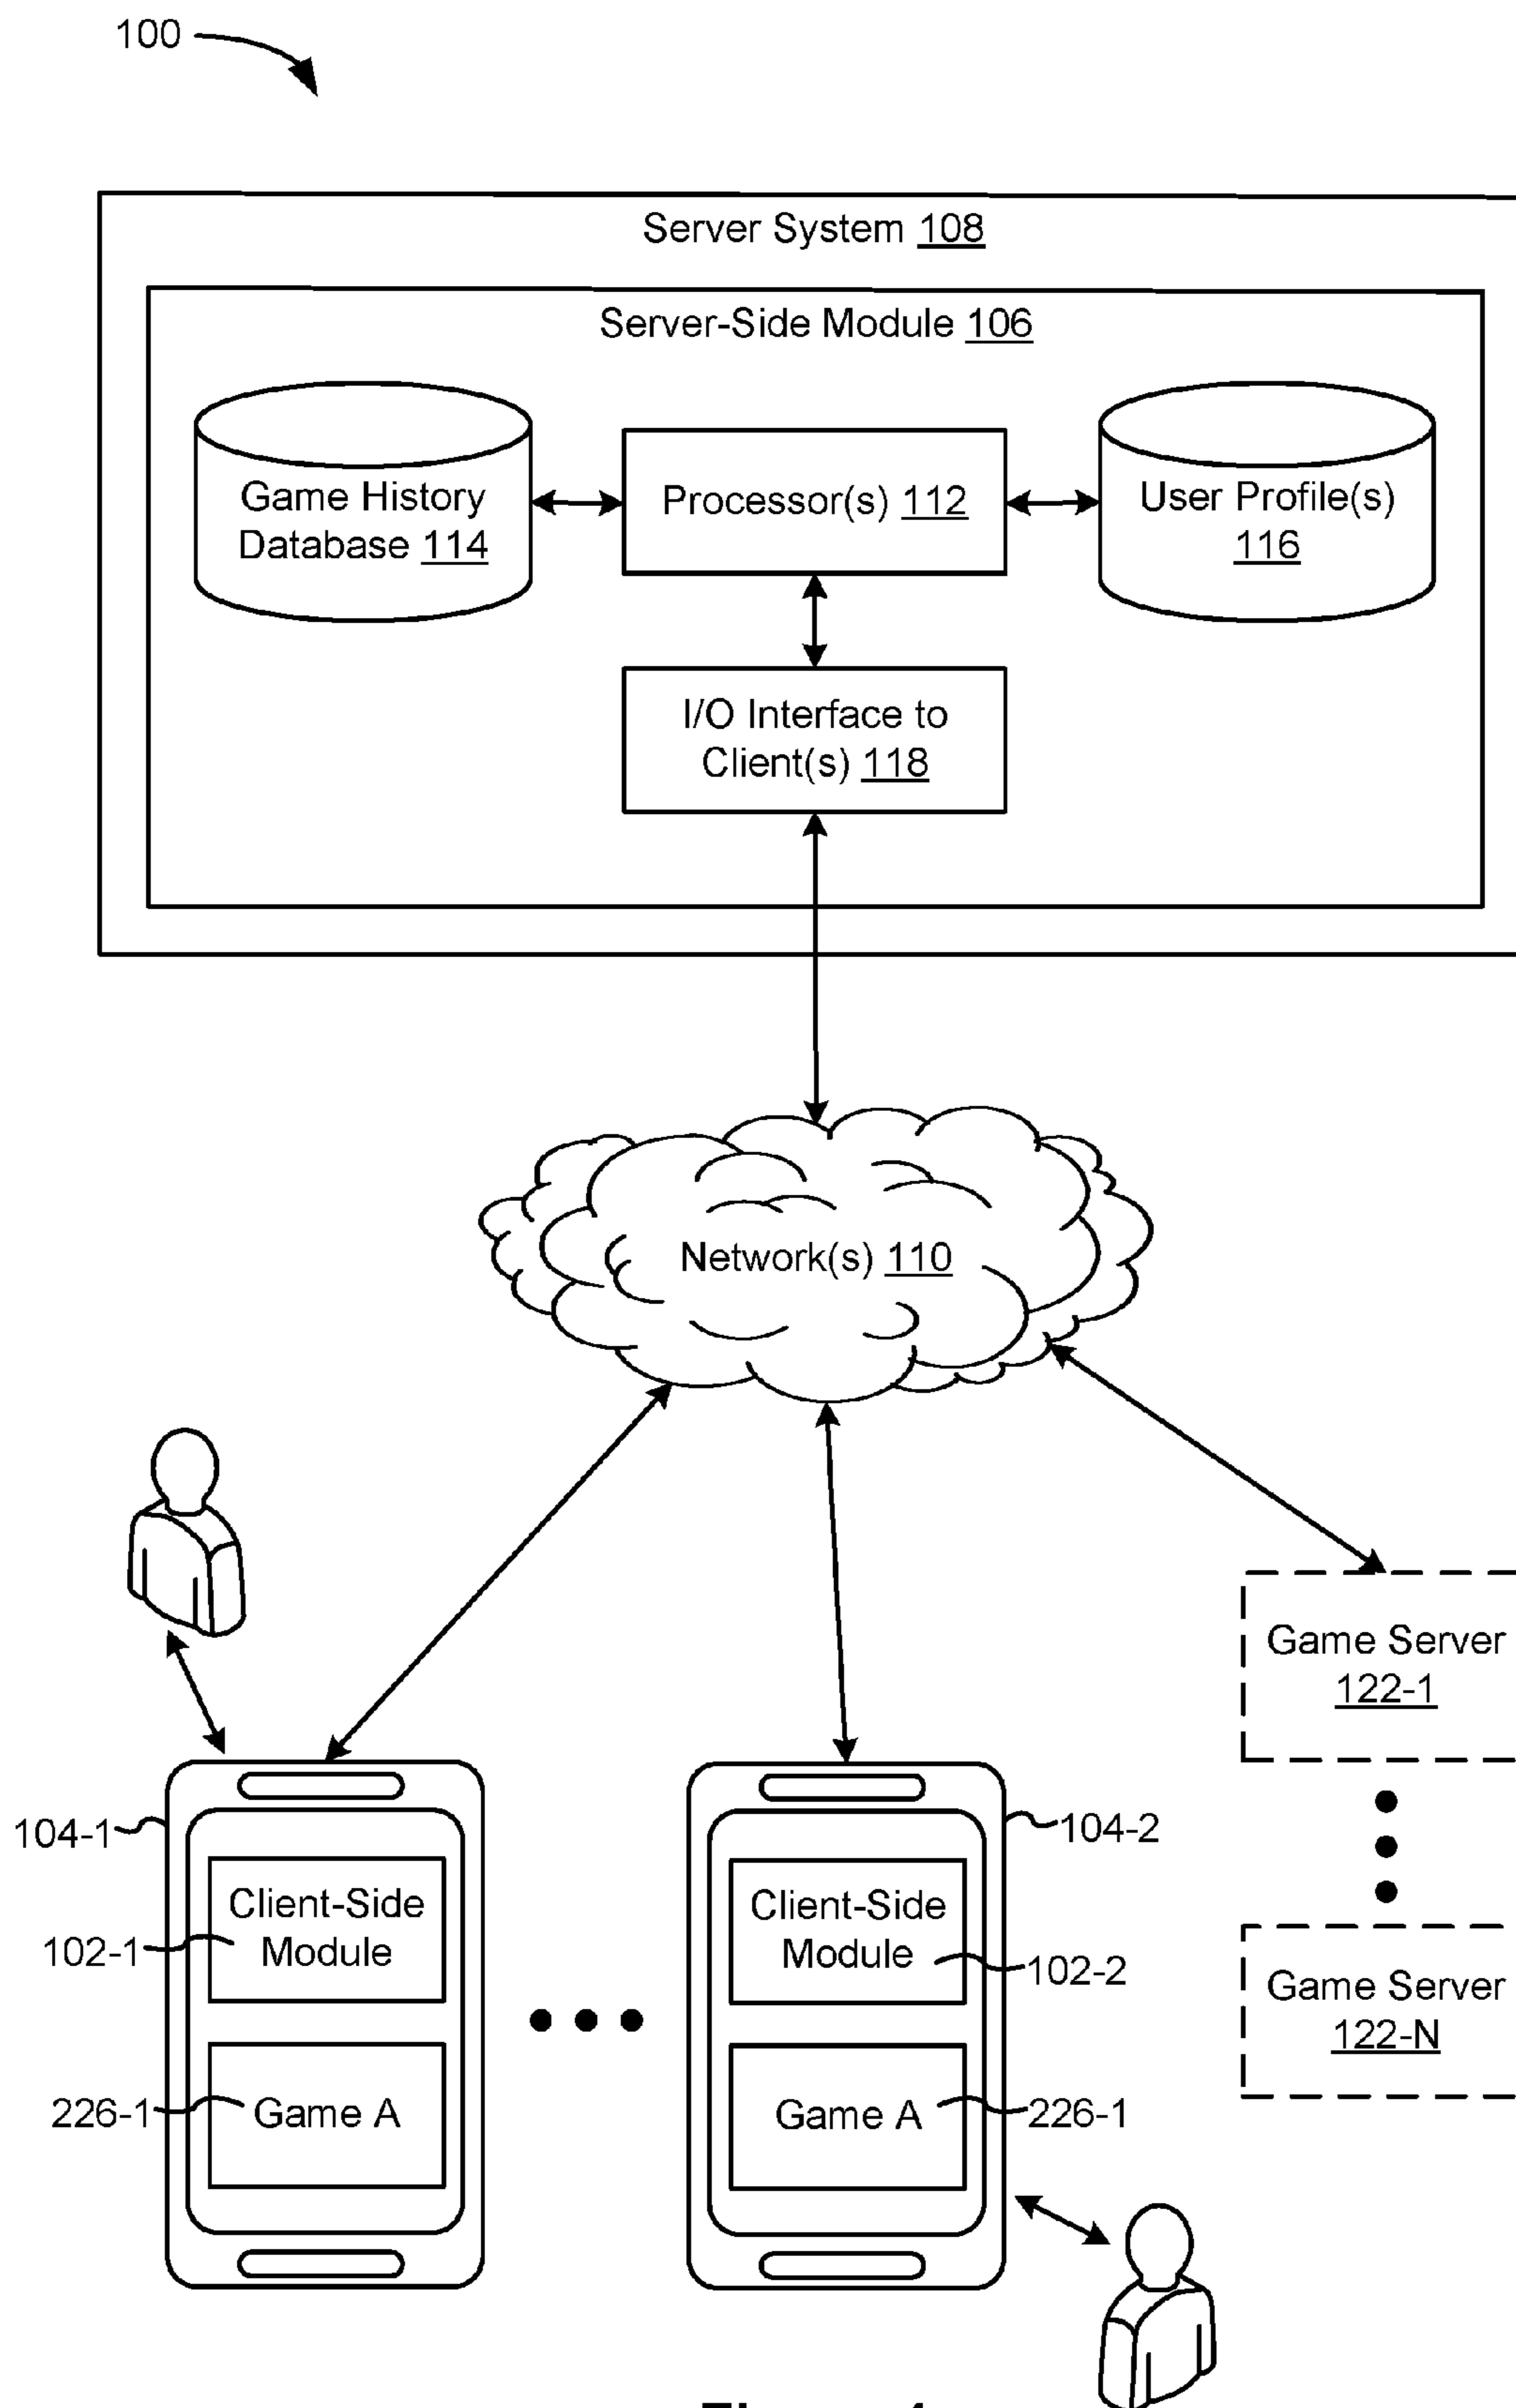 100
Server System 108
Server-Side Module 106
Game History
Database 114
Processor(s) 112
User Profile(s)
116
I/O Interface to
Client(s) 118
Network(s) 110
Game Server
122-1
104-1
104-2
Client-Side
Module
102-1
Client-Side
Module
102-2
Game Server
122-N
226-1
Game A
Game A
226-1